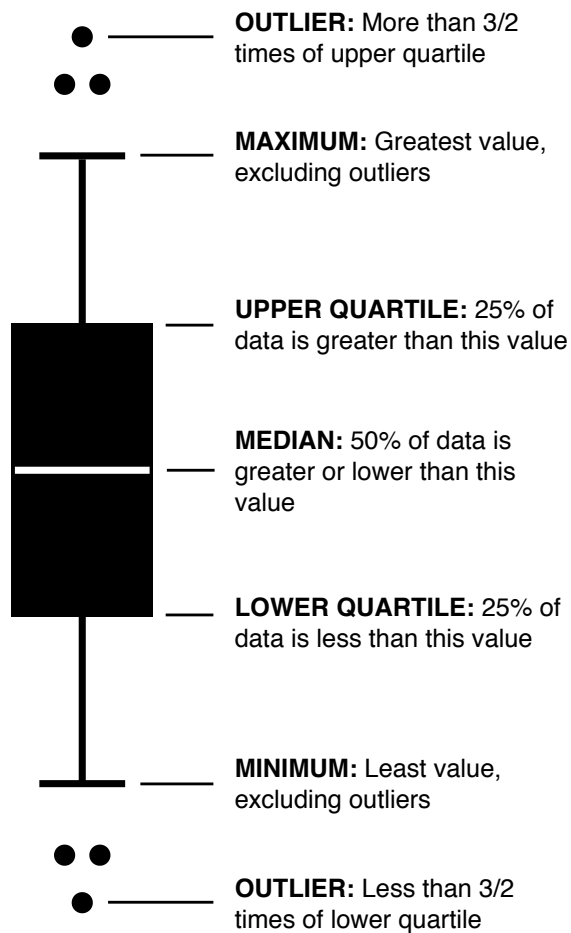 OUTLIER: More than 3/2
times of upper quartile
MAXIMUM: Greatest value,
excluding outliers
UPPER QUARTILE: 25% of
data is greater than this value
MEDIAN: 50% of data is
greater or lower than this
value
LOWER QUARTILE: 25% of
data is less than this value
MINIMUM: Least value,
excluding outliers
OUTLIER: Less than 3/2
times of lower quartile